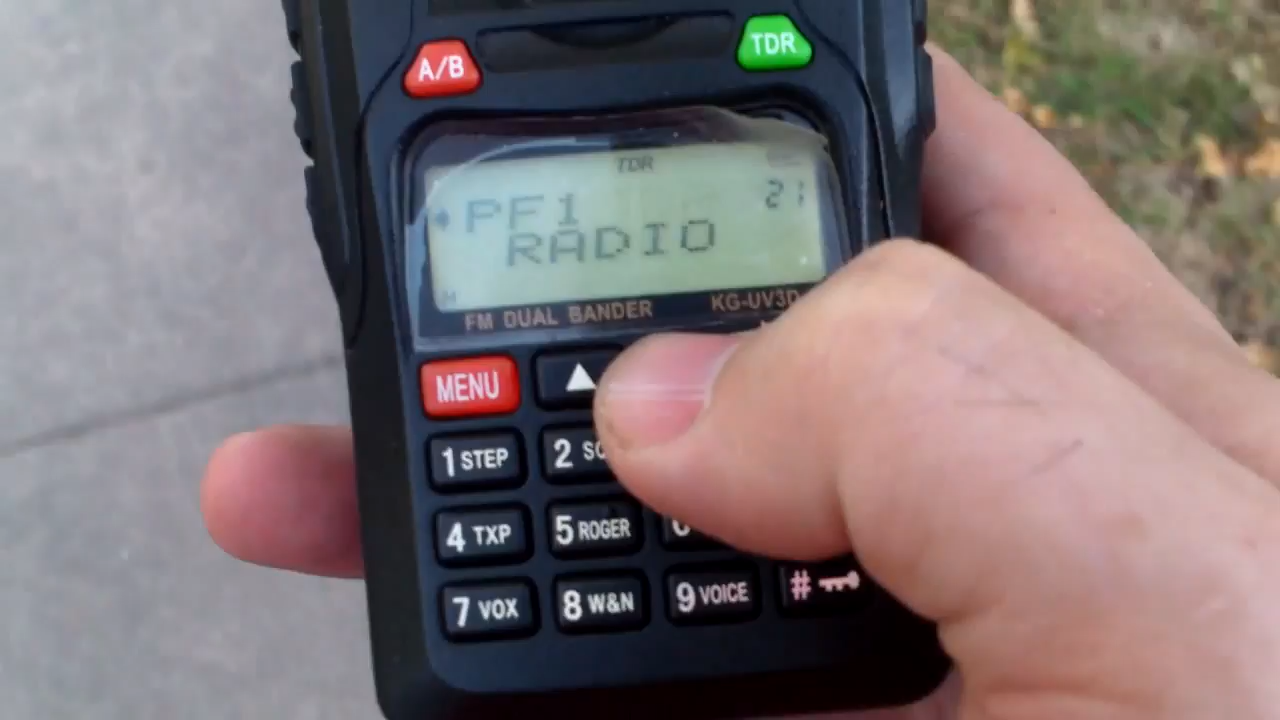 A/B
TDR
TDR
PF1
21
RADIO
FM DUAL BANDER
KG-UV3D
MENU
▲
1 STEP
2
4 TXP
5 ROGER
7 VOX
8 W&N
9 VOICE
#